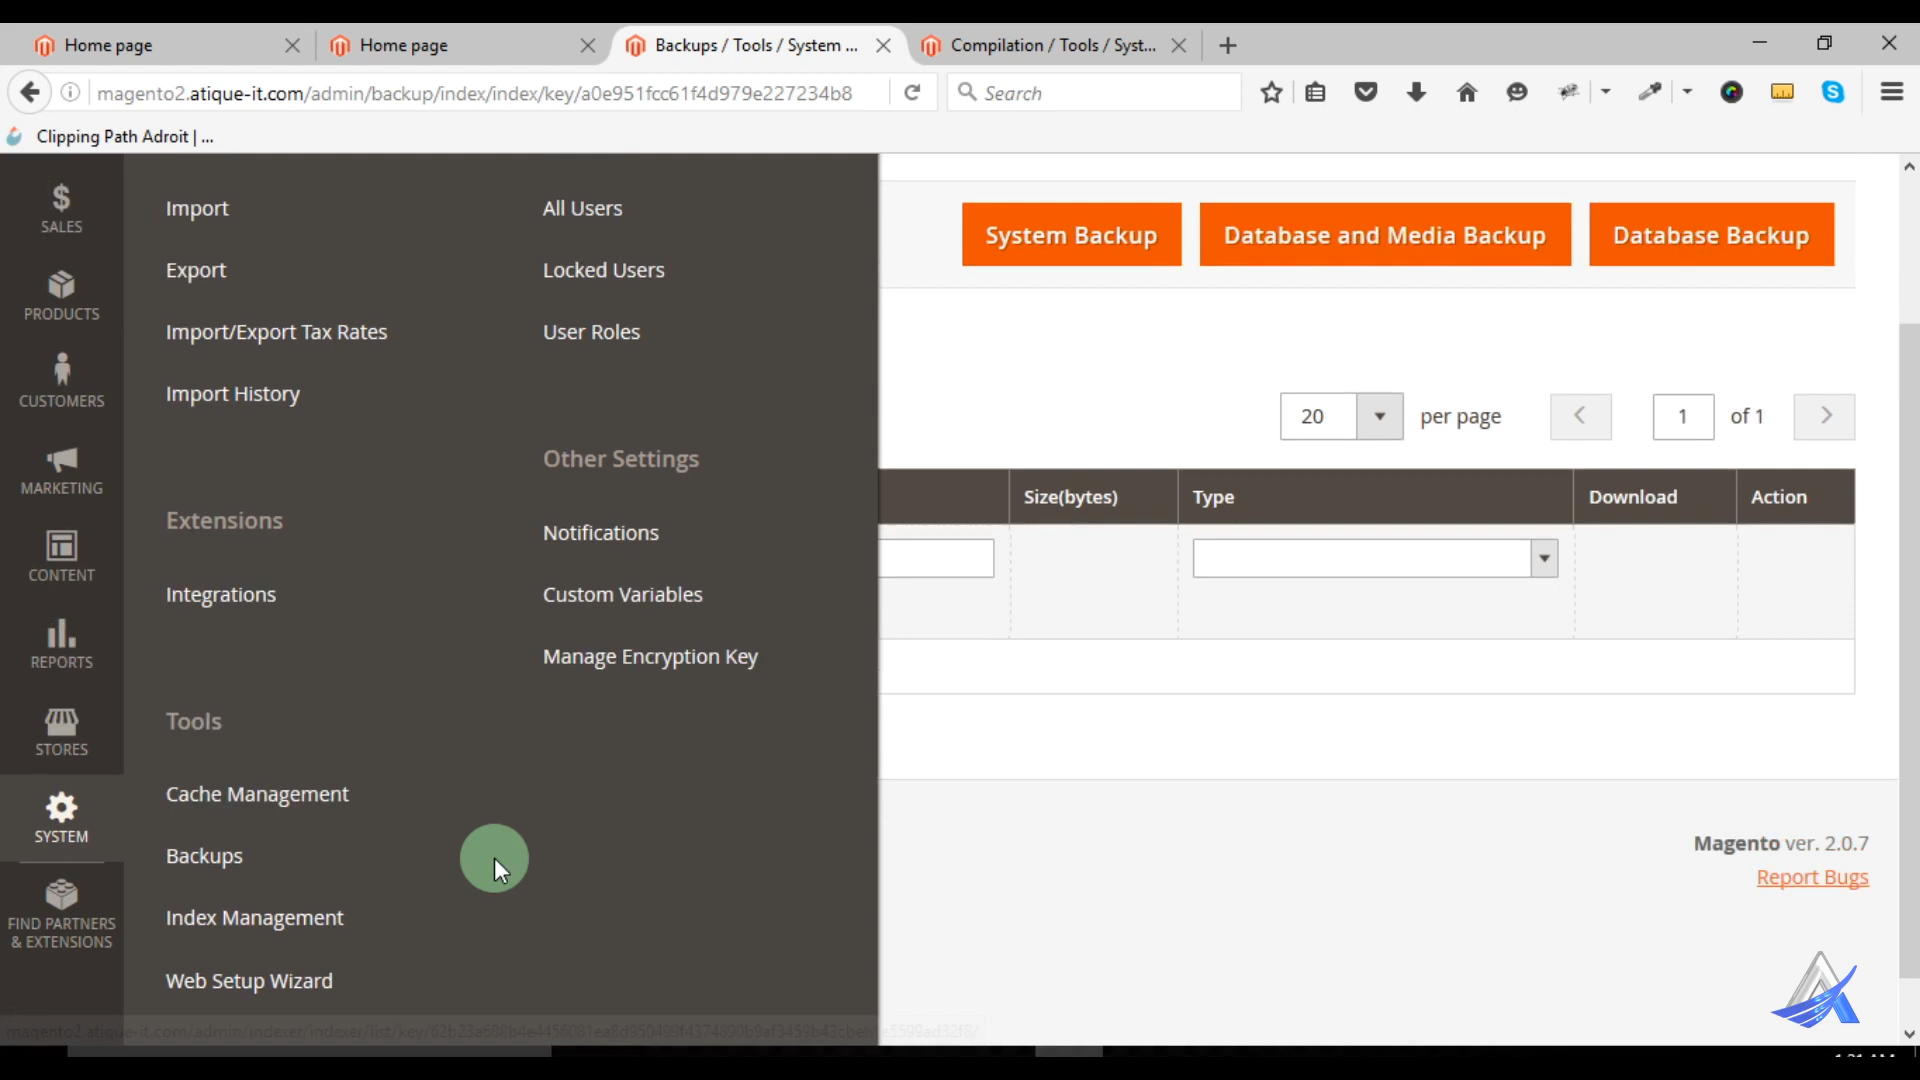 Home page
Home page
Backups / Tools / System ...
Compilation / Tools / Syst...
magento2.atique-it.com/admin/backup/index/index/key/a0e951fcc61f4d979e227234b8
Search
Clipping Path Adroit | ...
SALES
PRODUCTS
CUSTOMERS
MARKETING
CONTENT
REPORTS
STORES
SYSTEM
FIND PARTNERS
& EXTENSIONS
Import
Export
Import/Export Tax Rates
Import History
Extensions
Integrations
Tools
Cache Management
Backups
Index Management
Web Setup Wizard
All Users
Locked Users
User Roles
Other Settings
Notifications
Custom Variables
Manage Encryption Key
System Backup
Database and Media Backup
Database Backup
20 per page
1 of 1
Size(bytes) Type Download Action
Magento ver. 2.0.7
Report Bugs